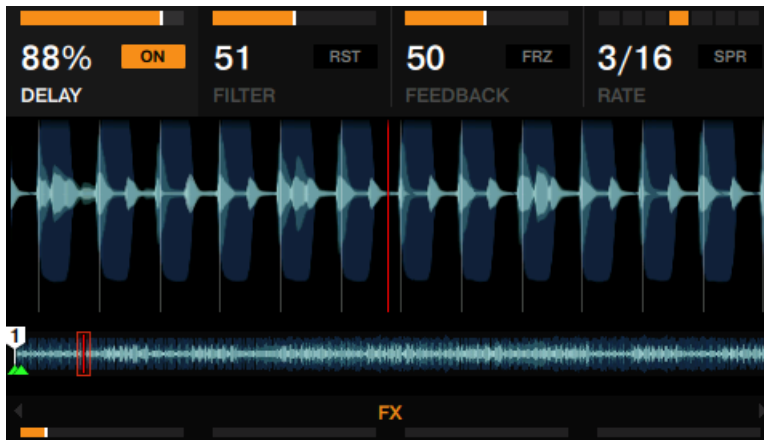 88% ON 51 RST 50 FRZ 3/16 SPR
DELAY FILTER FEEDBACK RATE
1
FX